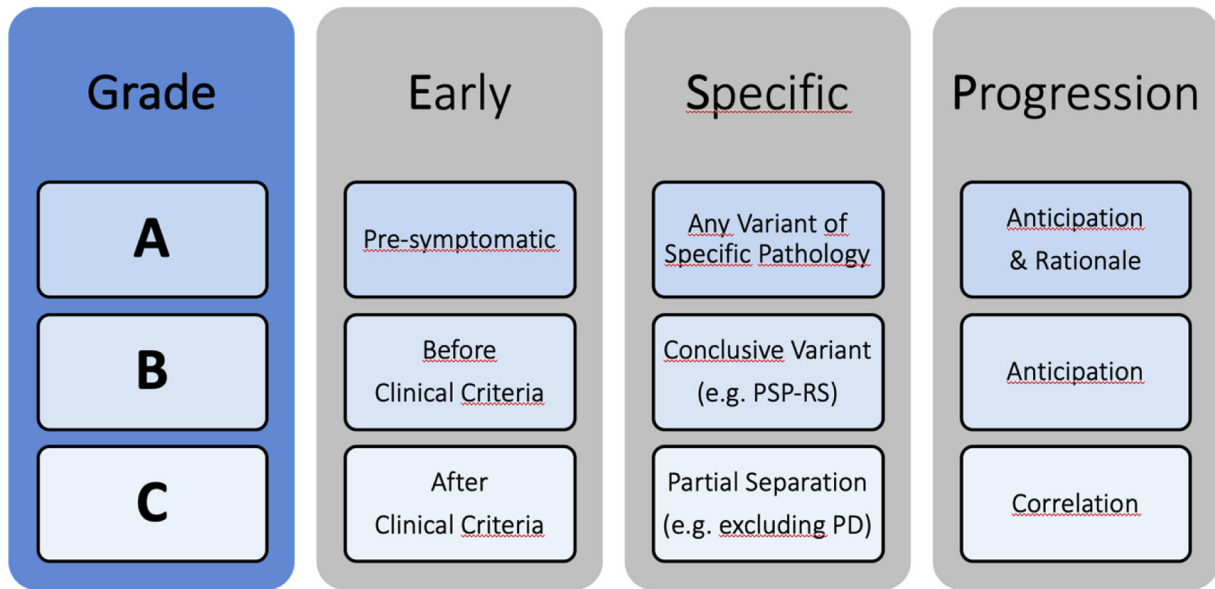 Grade
Early
Specific
Progression
A
Pre-symptomatic
Any Variant of
Specific Pathology
Anticipation
& Rationale
B
Before
Clinical Criteria
Conclusive Variant
(e.g. PSP-RS)
Anticipation
C
After
Clinical Criteria
Partial Separation
(e.g. excluding PD)
Correlation